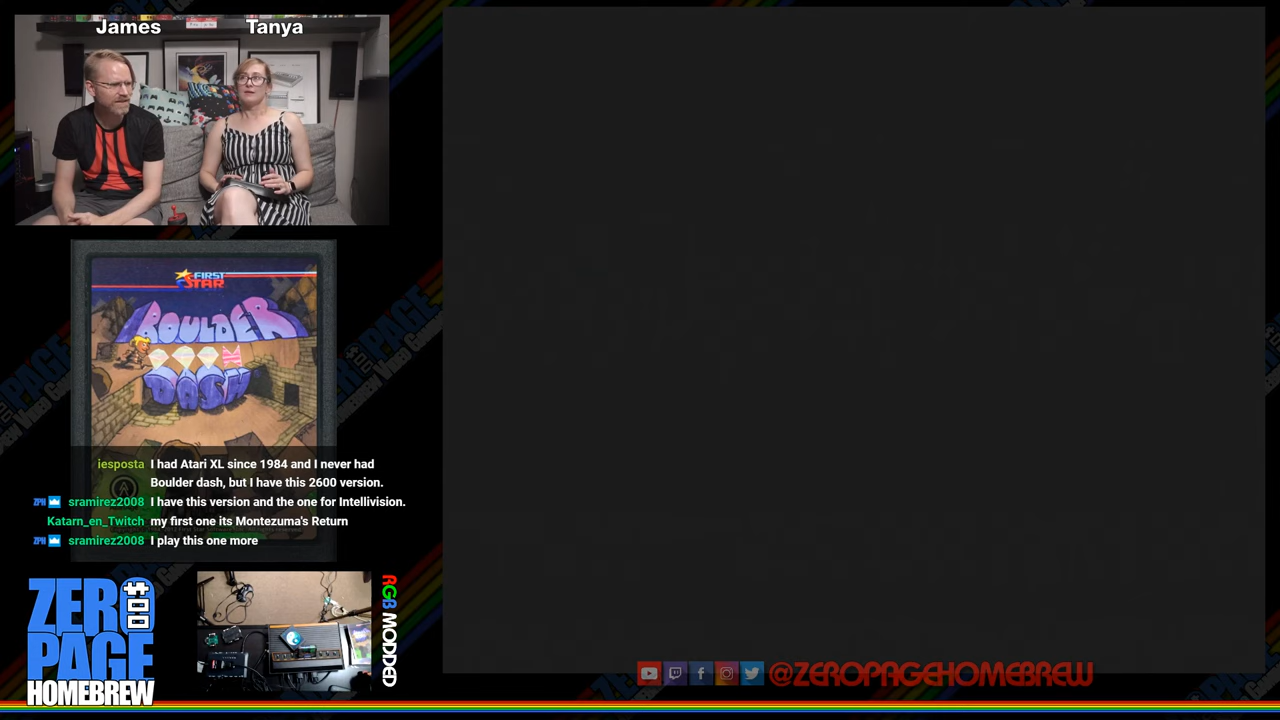 James
Tanya
FIRST
STAR
BOULDER
DASH
iesposta I had Atari XL since 1984 and I never had
Boulder dash, but I have this 2600 version.
ZPH sramirez2008 I have this version and the one for Intellivision.
Katarn_en_Twitch my first one its Montezuma's Return
ZPH sramirez2008 I play this one more
ZERO
PAGE
HOMEBREW
RGB MODDED
@ZEROPAGEHOMEBREW